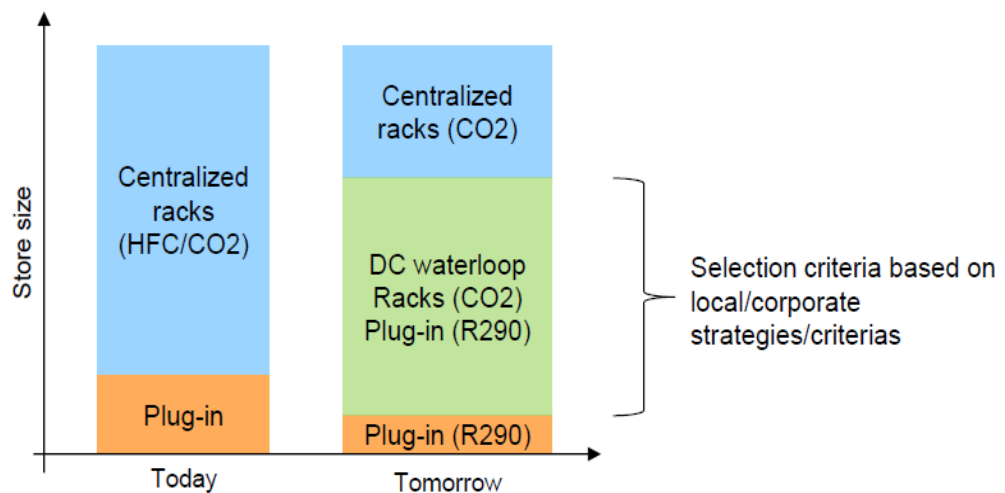 Store size
Centralized
racks
(HFC/CO2)
Plug-in
Today
Centralized
racks (CO2)
DC waterloop
Racks (CO2)
Plug-in (R290)
Plug-in (R290)
Tomorrow
Selection criteria based on
local/corporate
strategies/criterias